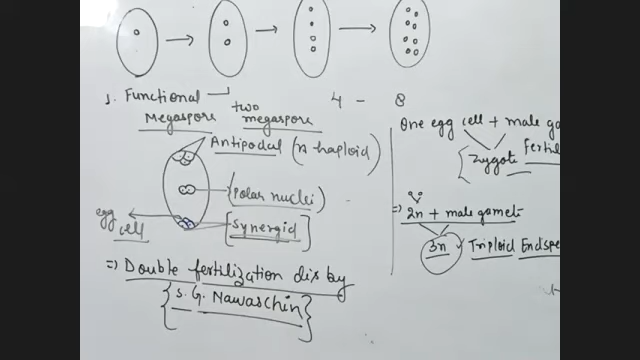 1. Functional Megaspore
two megaspore
4 - 8
Antipodal (n haploid)
(Polar nuclei)
[Synergid]
egg cell
⇒ Double fertilization dis by
{S. G. Nawaschin}
One egg cell + male ga
Zygote Fertil
⇒ 2n + male gamete
3n Triploid Endspe